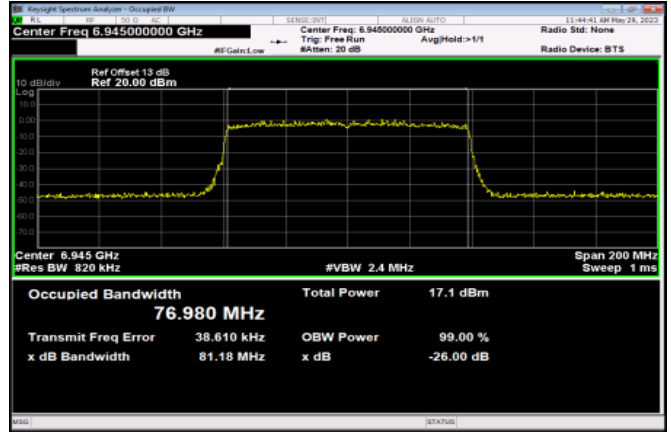 Keysight Spectrum Analyzer - Occupied BW
RL RF 50 Ω AC SENSE:INT ALIGN AUTO 11:44:41 AM May 29, 2023
Center Freq 6.945000000 GHz Center Freq: 6.945000000 GHz Radio Std: None
Trig: Free Run Avg|Hold:>1/1
#IFGain:Low #Atten: 20 dB Radio Device: BTS
Ref Offset 13 dB
10 dB/div Ref 20.00 dBm
Log
10.0
0.00
-10.0
-20.0
-30.0
-40.0
-50.0
-60.0
-70.0
Center 6.945 GHz Span 200 MHz
#Res BW 820 kHz #VBW 2.4 MHz Sweep 1 ms
Occupied Bandwidth Total Power 17.1 dBm
76.980 MHz
Transmit Freq Error 38.610 kHz OBW Power 99.00 %
x dB Bandwidth 81.18 MHz x dB -26.00 dB
MSG STATUS